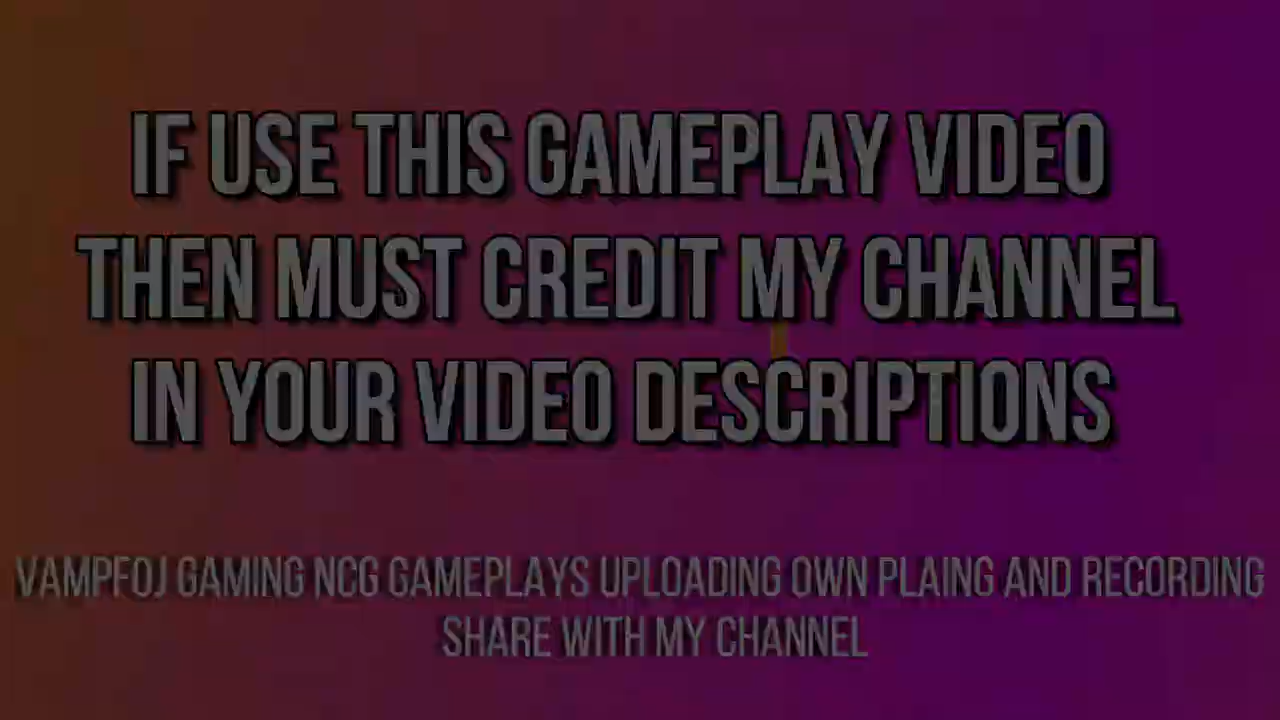 IF USE THIS GAMEPLAY VIDEO
THEN MUST CREDIT MY CHANNEL
IN YOUR VIDEO DESCRIPTIONS
VAMPFOJ GAMING NCG GAMEPLAYS UPLOADING OWN PLAING AND RECORDING
SHARE WITH MY CHANNEL